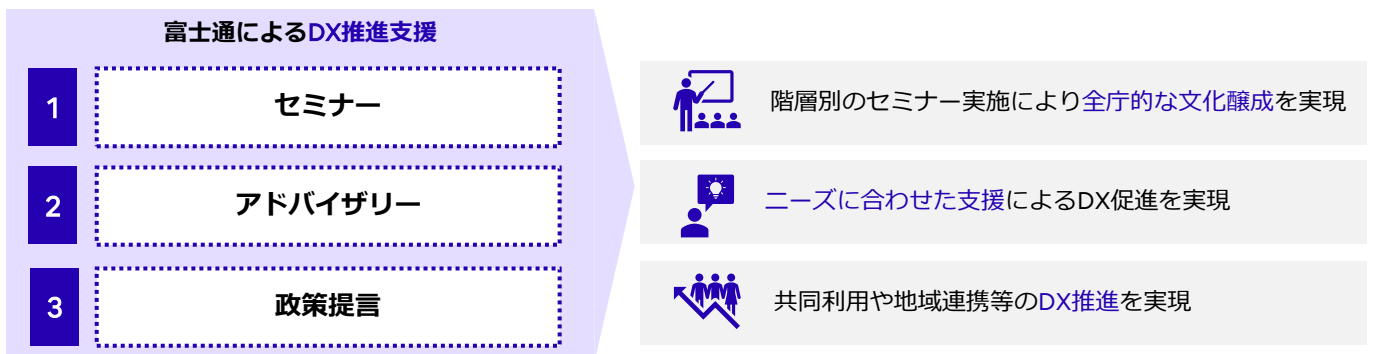 富士通によるDX推進支援
1
セミナー
階層別のセミナー実施により全庁的な文化醸成を実現
2
アドバイザリー
ニーズに合わせた支援によるDX促進を実現
3
政策提言
共同利用や地域連携等のDX推進を実現